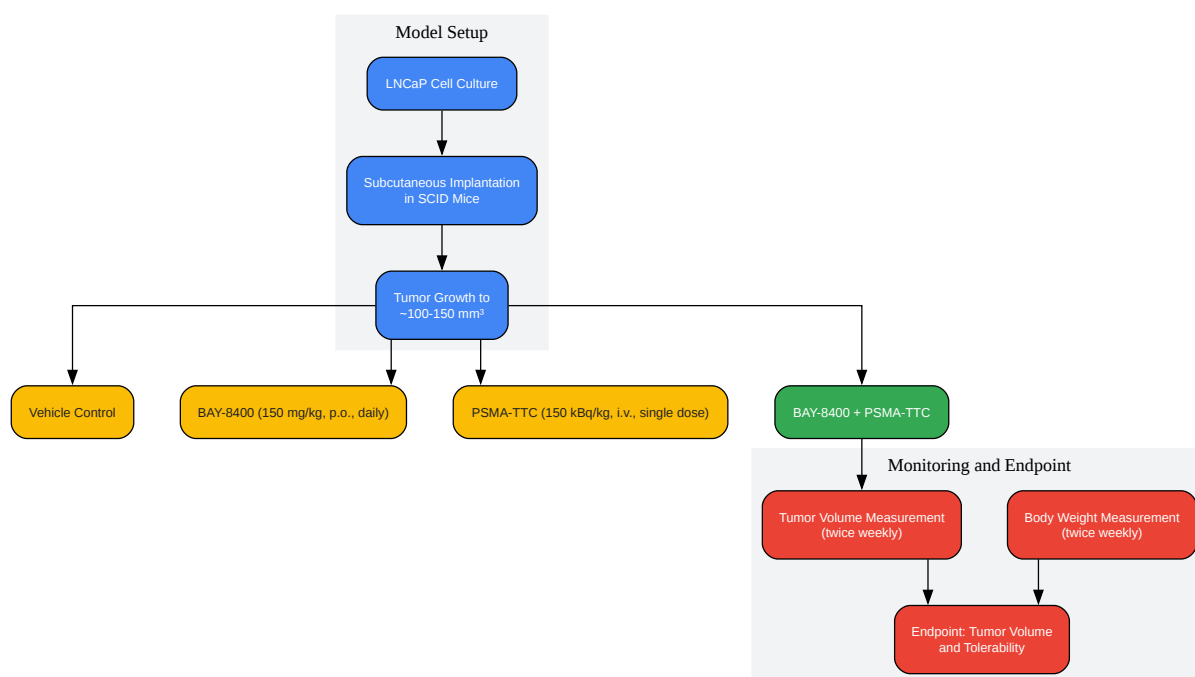 Model Setup
LNCaP Cell Culture
Subcutaneous Implantation
in SCID Mice
Tumor Growth to
~100-150 mm³
Vehicle Control
BAY-8400 (150 mg/kg, p.o., daily)
PSMA-TTC (150 kBq/kg, i.v., single dose)
BAY-8400 + PSMA-TTC
Monitoring and Endpoint
Tumor Volume Measurement
(twice weekly)
Body Weight Measurement
(twice weekly)
Endpoint: Tumor Volume
and Tolerability